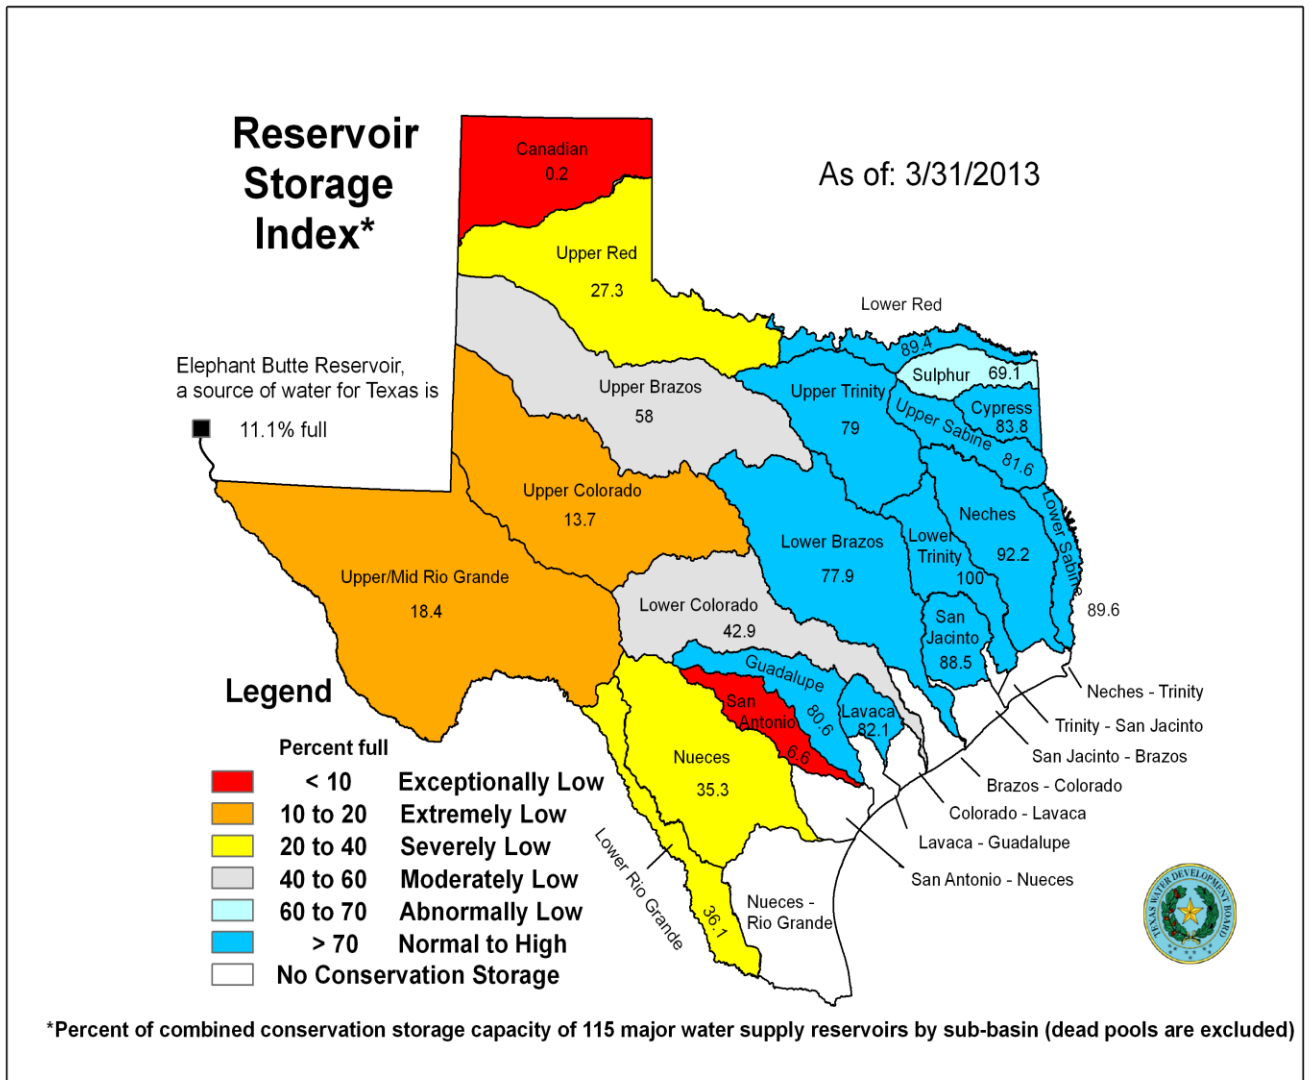 Reservoir
Storage
Index*
As of: 3/31/2013
Canadian
0.2
Upper Red
27.3
Lower Red
89.4
Elephant Butte Reservoir,
a source of water for Texas is
11.1% full
Sulphur 69.1
Upper Brazos
58
Upper Trinity
79
Cypress
83.8
Upper Sabine 81.6
Upper Colorado
13.7
Neches
92.2
Lower Sabine
89.6
Lower Brazos
77.9
Lower
Trinity
100
Upper/Mid Rio Grande
18.4
Lower Colorado
42.9
San
Jacinto
88.5
Guadalupe
80.6
San
Antonio
6.6
Lavaca
82.1
Nueces
35.3
Lower Rio Grande
36.1
Nueces -
Rio Grande
Neches - Trinity
Trinity - San Jacinto
San Jacinto - Brazos
Brazos - Colorado
Colorado - Lavaca
Lavaca - Guadalupe
San Antonio - Nueces
Legend
Percent full
< 10 Exceptionally Low
10 to 20 Extremely Low
20 to 40 Severely Low
40 to 60 Moderately Low
60 to 70 Abnormally Low
> 70 Normal to High
No Conservation Storage
TEXAS WATER DEVELOPMENT BOARD
*Percent of combined conservation storage capacity of 115 major water supply reservoirs by sub-basin (dead pools are excluded)